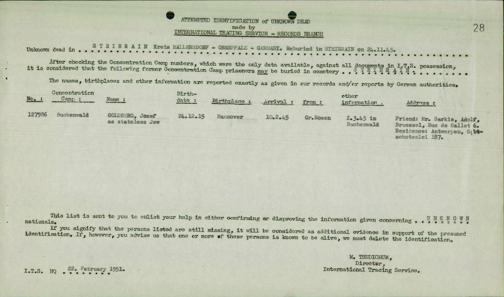 28
ATTEMPTED IDENTIFICATION OF UNKNOWN DEAD
made by
INTERNATIONAL TRACING SERVICE - RECORDS BRANCH
Unknown dead in STEINRAIN Kreis MALLERSDORF - GERMANY. Reburied in STEINRAIN on 24.11.45.
After checking the Concentration Camp numbers, which were the only data available, against all documents in I.T.S. possession,
it is considered that the following former Concentration Camp prisoners may be buried in cemetery
The names, birthplaces and other information are reported exactly as given in our records and/or reports by German authorities.
No.: Concentration Camp: Name: Birth-date: Birthplace: Arrival: from: other information: Address:
127986 Buchenwald GOLDBERG, Josef 24.12.15 Hannover 10.2.45 Gr.Rosen 2.3.45 in Friend: Mr. Sarkis, Adolf,
as stateless Jew Buchenwald Brussel, Rue de Ballet 6.
Residence: Antwerpen,
287.
This list is sent to you to enlist your help in either confirming or disproving the information given concerning UNKNOWN
nationals.
If you signify that the persons listed are still missing, it will be considered as additional evidence in support of the presumed
identification. If, however, you advise us that one or more of these persons is known to be alive, we must delete the identification.
M. THUDICHUM,
Director,
International Tracing Service.
I.T.S. HQ 22. February 1951.